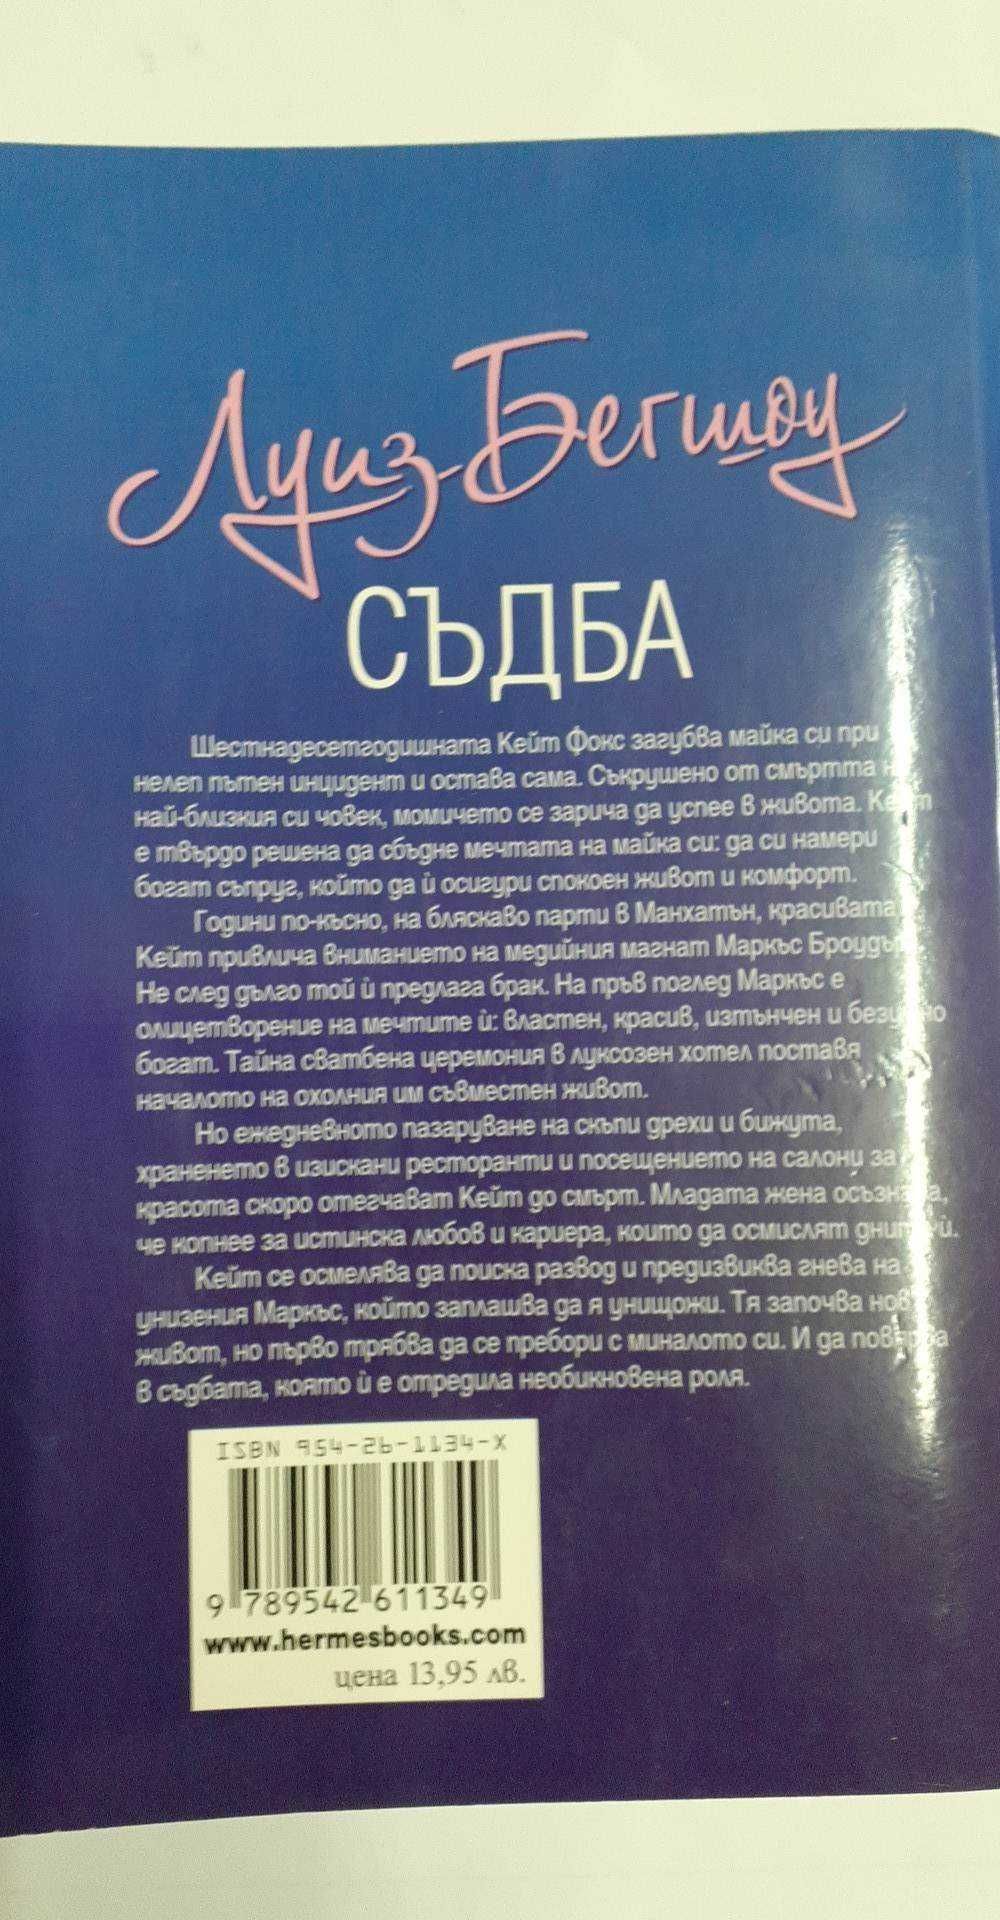 Луиз Бегшоу
СЪДБА
Шестнадесетгодишната Кейт Фокс загубва майка си при
нелеп пътен инцидент и остава сама. Съкрушено от смъртта на
най-близкия си човек, момичето се зарича да успее в живота. Кейт
е твърдо решена да сбъдне мечтата на майка си: да си намери
богат съпруг, който да ѝ осигури спокоен живот и комфорт.
Години по-късно, на бляскаво парти в Манхатън, красивата
Кейт привлича вниманието на медийния магнат Маркъс Броудър.
Не след дълго той ѝ предлага брак. На пръв поглед Маркъс е
олицетворение на мечтите ѝ: властен, красив, изтънчен и безумно
богат. Тайна сватбена церемония в луксозен хотел поставя
началото на охолния им съвместен живот.
Но ежедневното пазаруване на скъпи дрехи и бижута,
храненето в изискани ресторанти и посещението на салони за
красота скоро отегчават Кейт до смърт. Младата жена осъзнава,
че копнее за истинска любов и кариера, които да осмислят дните ѝ.
Кейт се осмелява да поиска развод и предизвиква гнева на
унизения Маркъс, който заплашва да я унищожи. Тя започва нов
живот, но първо трябва да се пребори с миналото си. И да повярва
в съдбата, която ѝ е отредила необикновена роля.
ISBN 954-26-1134-X
9 789542 611349
www.hermesbooks.com
цена 13,95 лв.